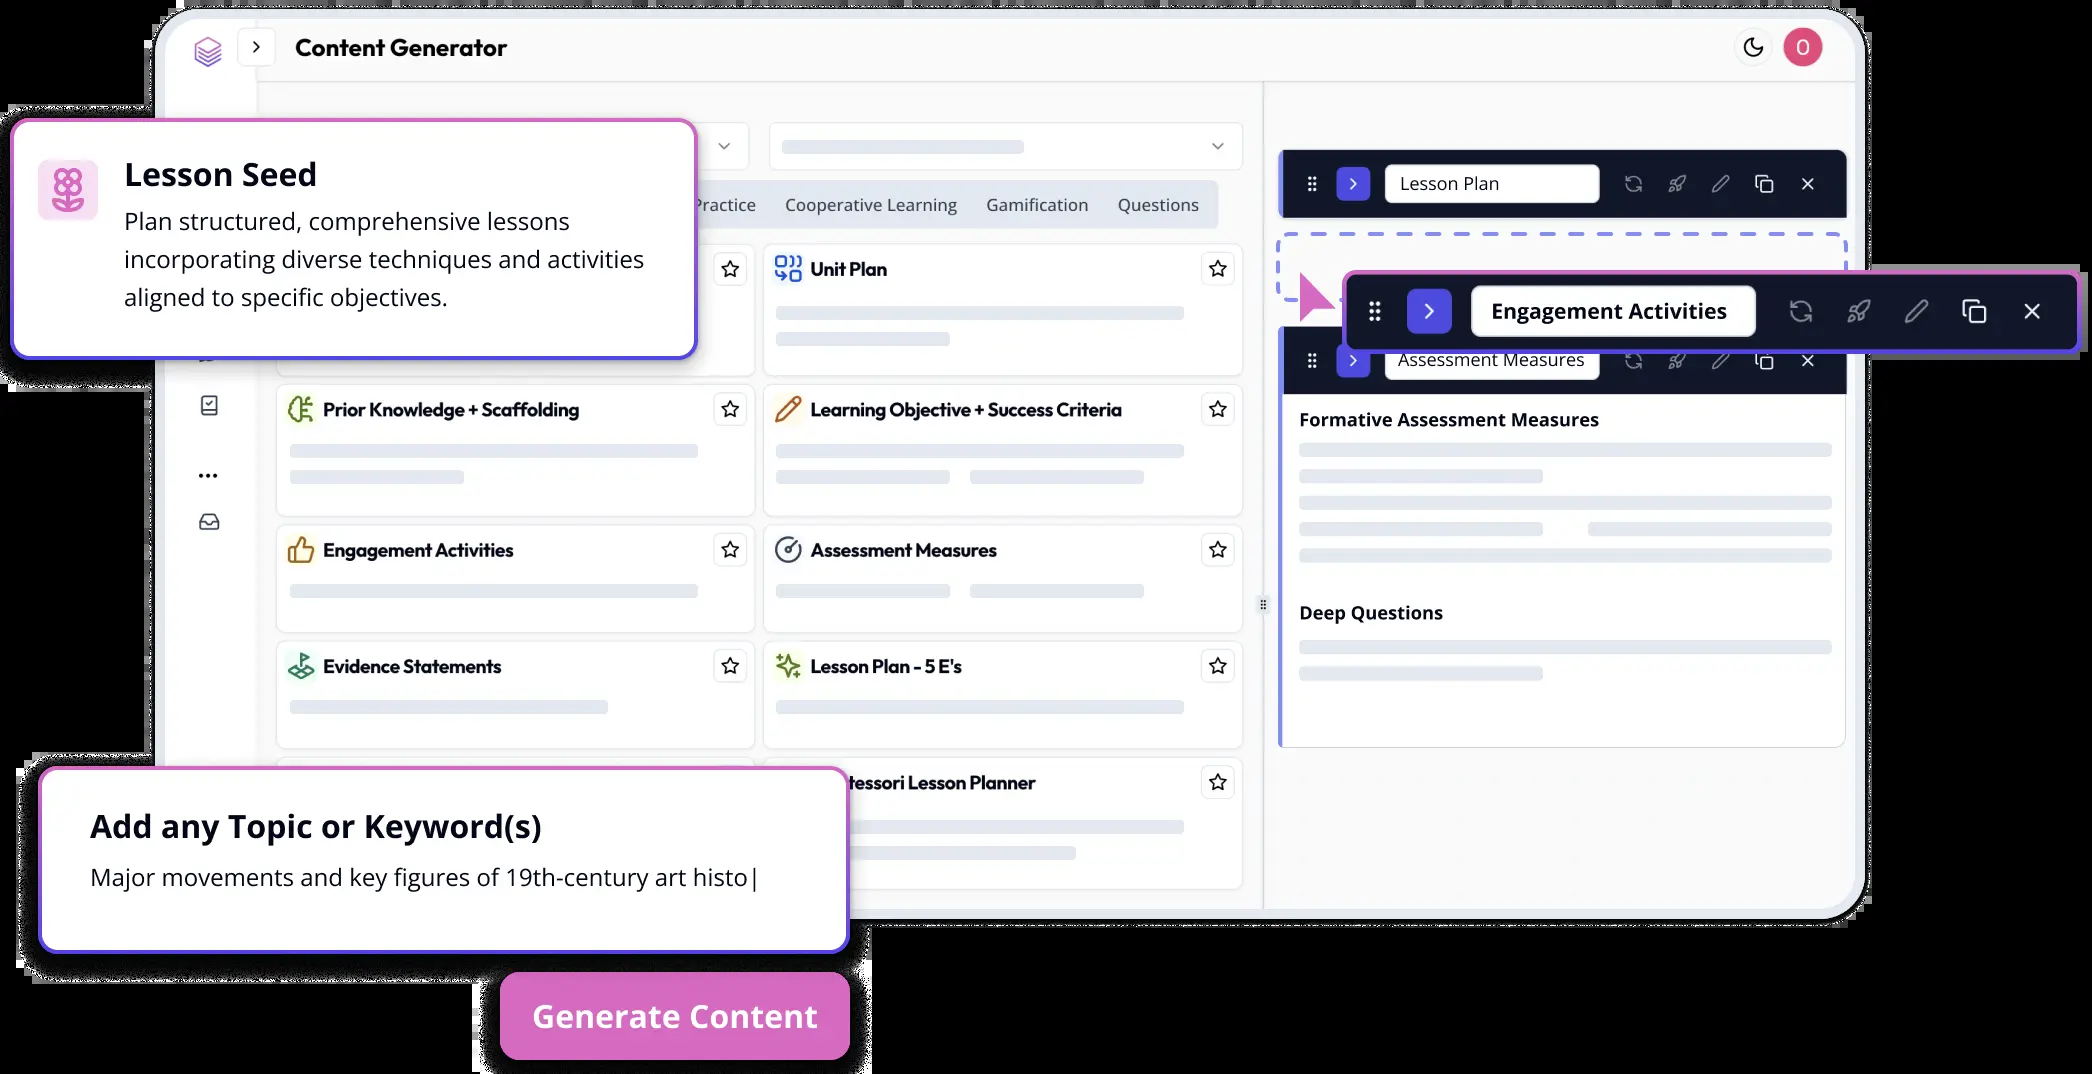 Content Generator
O
Lesson Seed
Plan structured, comprehensive lessons
incorporating diverse techniques and activities
aligned to specific objectives.
Practice
Cooperative Learning
Gamification
Questions
Unit Plan
Prior Knowledge + Scaffolding
Learning Objective + Success Criteria
Engagement Activities
Assessment Measures
Evidence Statements
Lesson Plan - 5 E's
tessori Lesson Planner
Add any Topic or Keyword(s)
Major movements and key figures of 19th-century art histo|
Generate Content
Lesson Plan
Engagement Activities
Assessment Measures
Formative Assessment Measures
Deep Questions